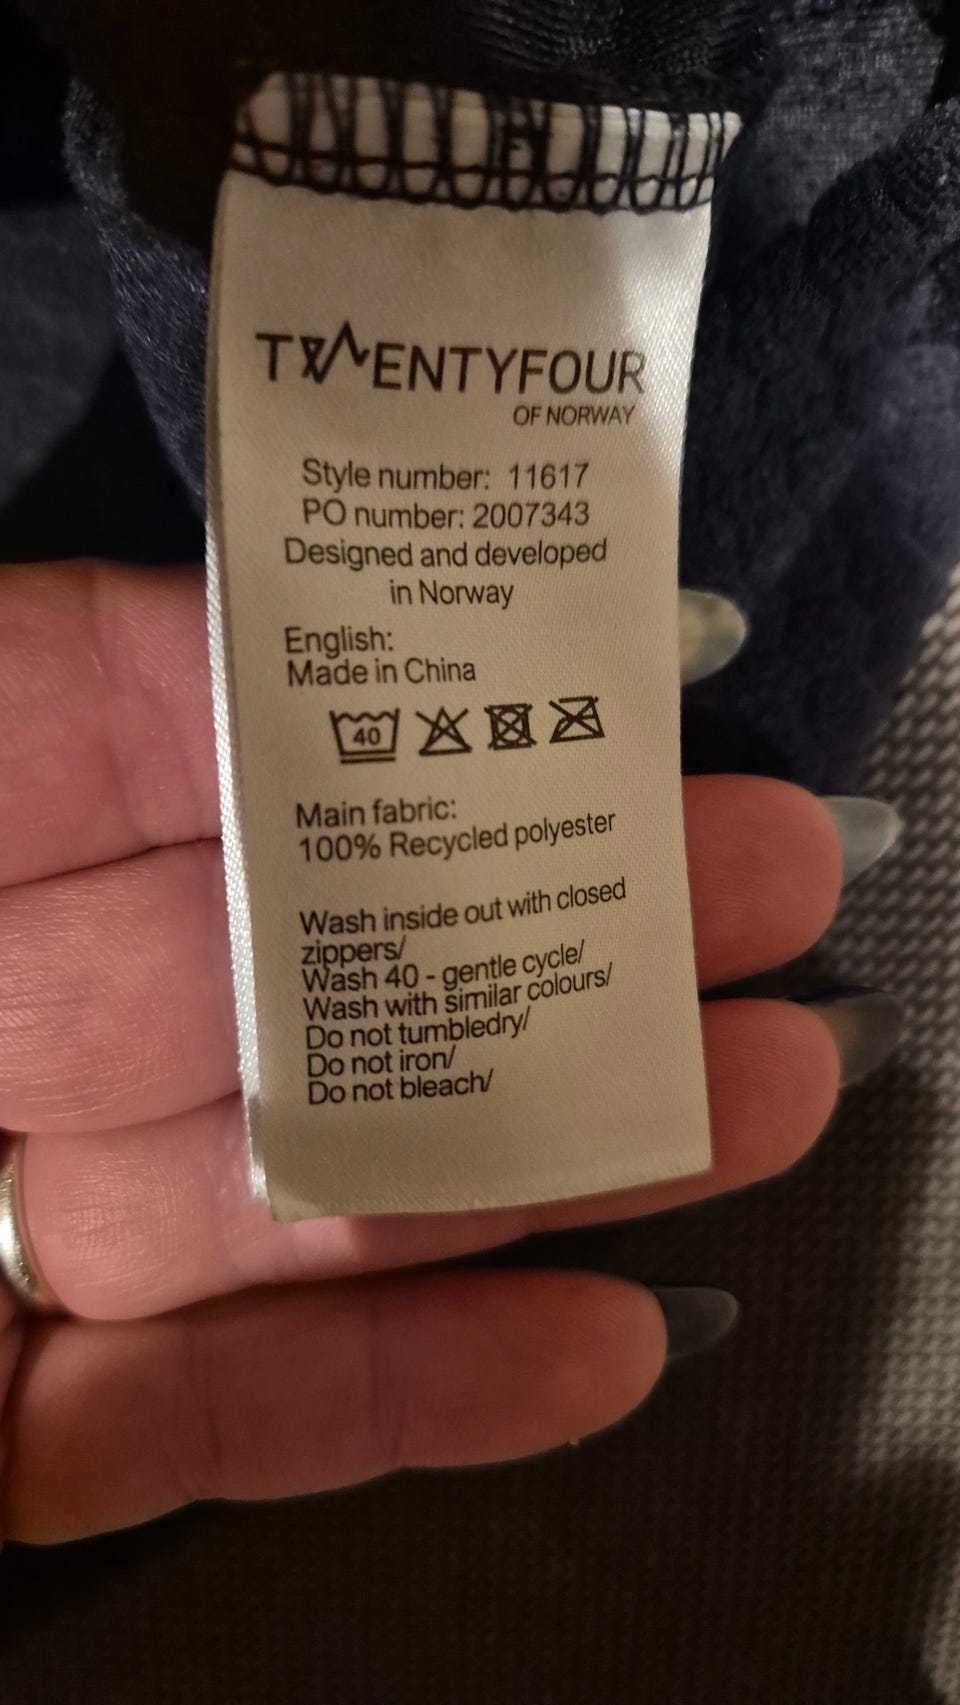 TWENTYFOUR
OF NORWAY
Style number: 11617
PO number: 2007343
Designed and developed
in Norway
English:
Made in China
40
Main fabric:
100% Recycled polyester
Wash inside out with closed
zippers/
Wash 40 - gentle cycle/
Wash with similar colours/
Do not tumbledry/
Do not iron/
Do not bleach/